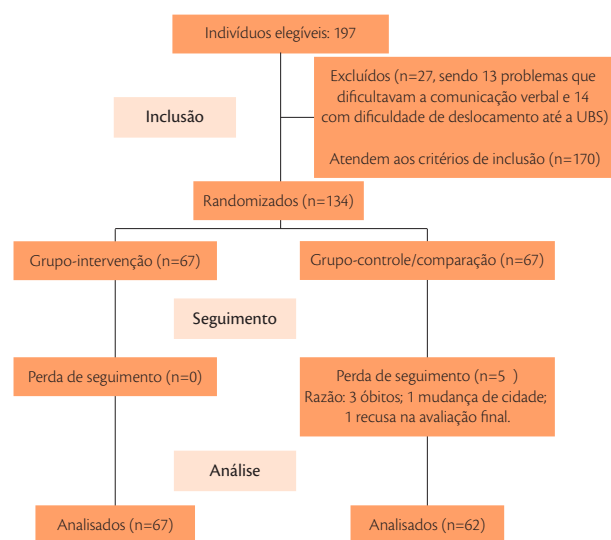 Indivíduos elegíveis: 197
Excluídos (n=27, sendo 13 problemas que
dificultavam a comunicação verbal e 14
com dificuldade de deslocamento até a UBS)
Atendem aos critérios de inclusão (n=170)
Inclusão
Randomizados (n=134)
Grupo-intervenção (n=67)
Grupo-controle/comparação (n=67)
Seguimento
Perda de seguimento (n=0)
Perda de seguimento (n=5 )
Razão: 3 óbitos; 1 mudança de cidade;
1 recusa na avaliação final.
Análise
Analisados (n=67)
Analisados (n=62)